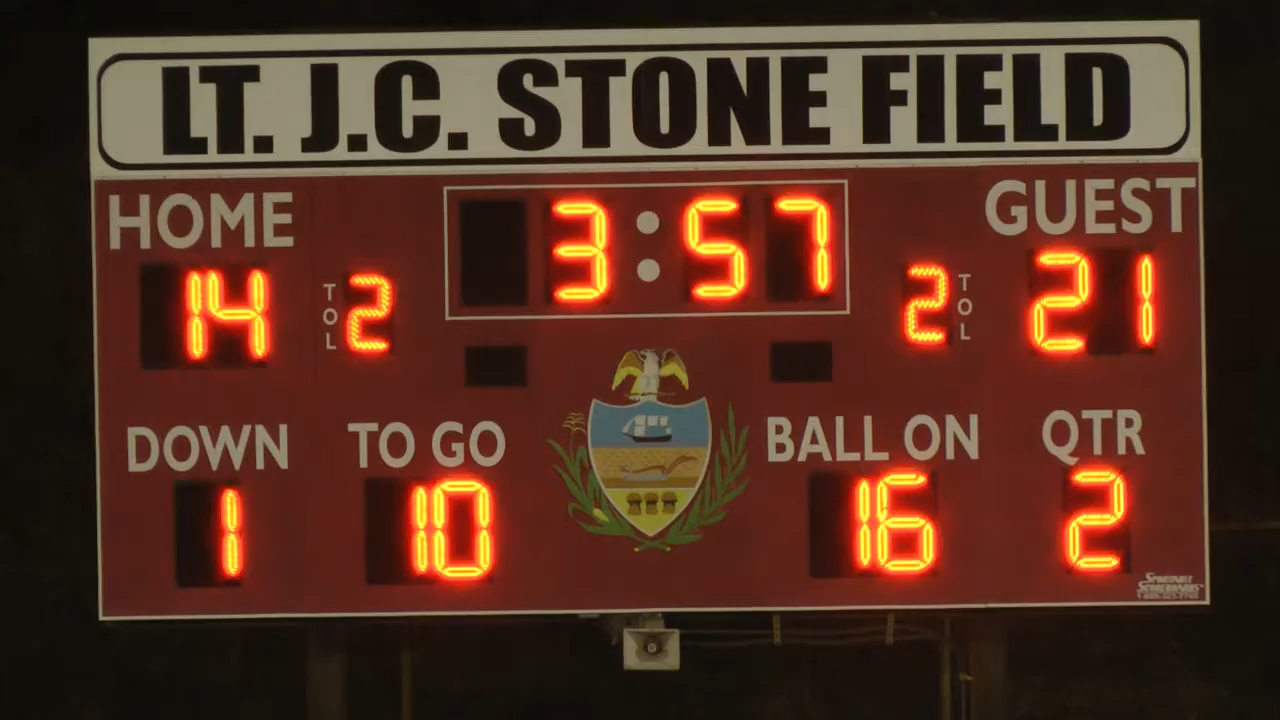 LT. J.C. STONE FIELD
HOME
3:57
GUEST
14
TOL
2
2
TOL
21
DOWN
TO GO
BALL ON
QTR
1
10
16
2